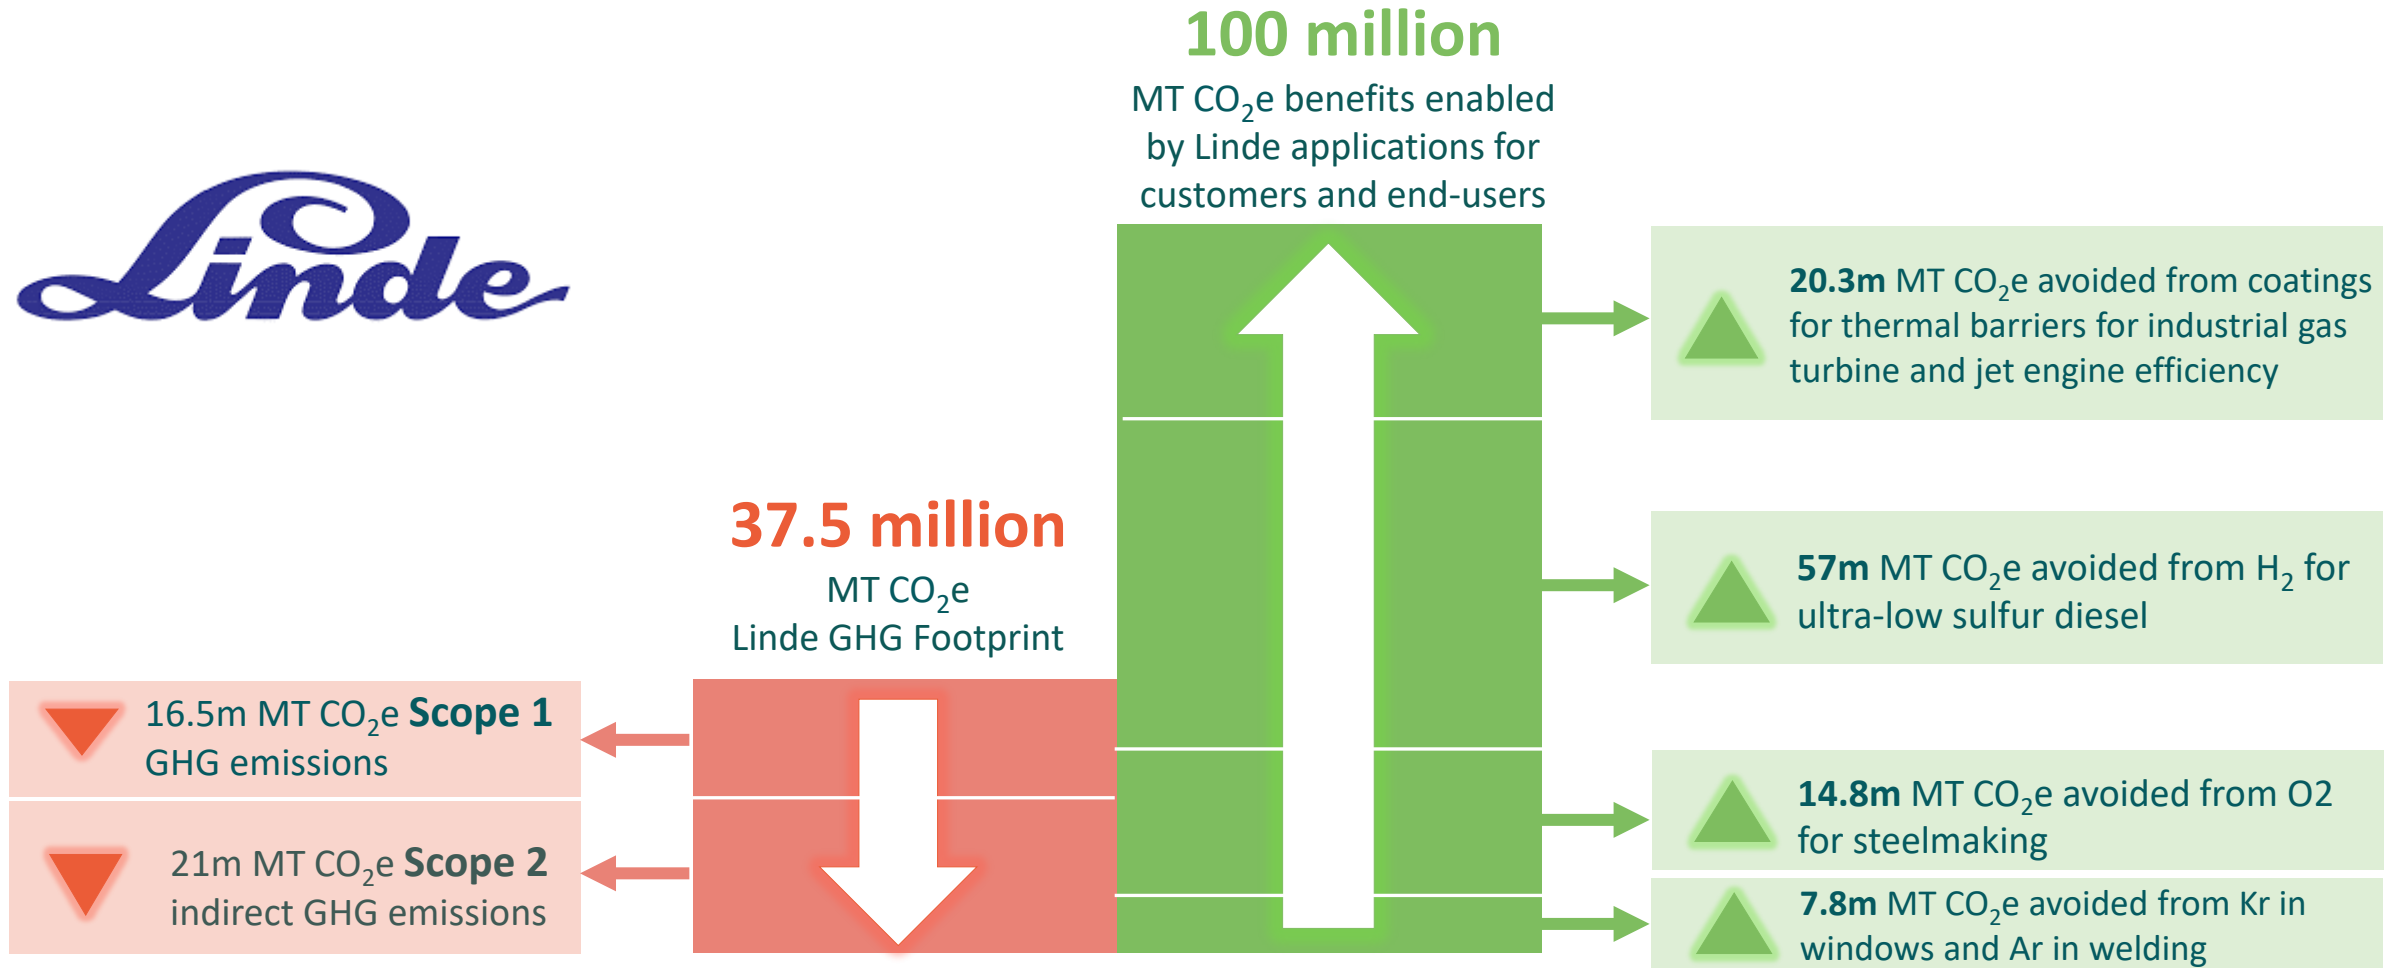 Linde
100 million
MT CO₂e benefits enabled
by Linde applications for
customers and end-users
37.5 million
MT CO₂e
Linde GHG Footprint
16.5m MT CO₂e Scope 1
GHG emissions
21m MT CO₂e Scope 2
indirect GHG emissions
20.3m MT CO₂e avoided from coatings
for thermal barriers for industrial gas
turbine and jet engine efficiency
57m MT CO₂e avoided from H₂ for
ultra-low sulfur diesel
14.8m MT CO₂e avoided from O2
for steelmaking
7.8m MT CO₂e avoided from Kr in
windows and Ar in welding